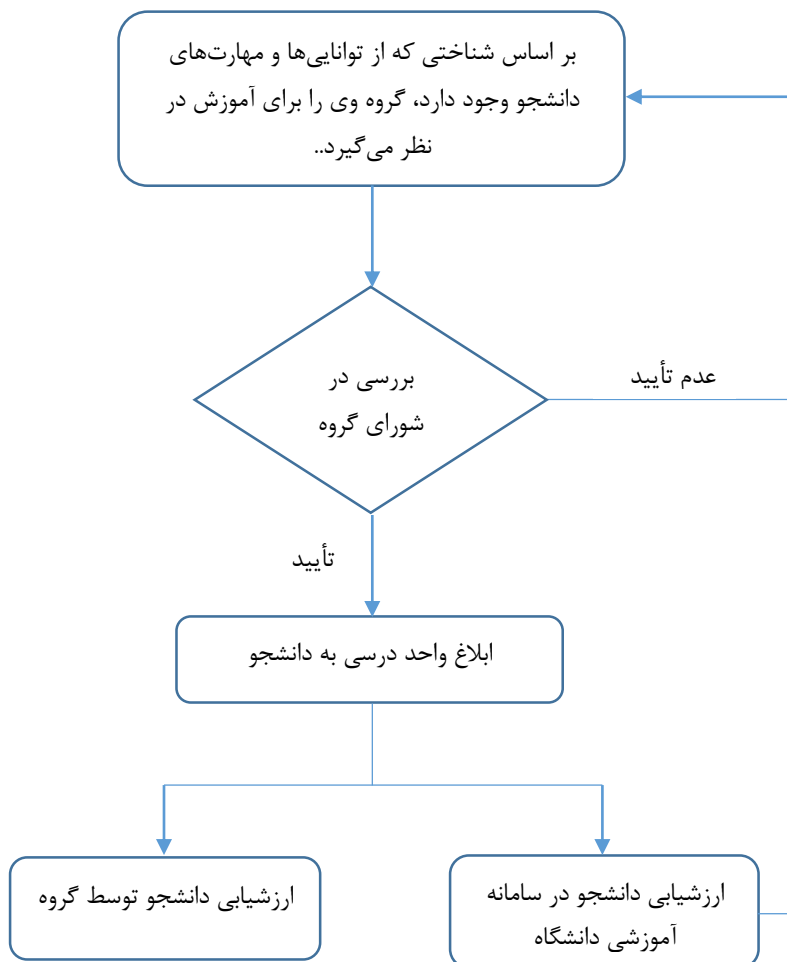 بر اساس شناختی که از توانایی‌ها و مهارت‌های
دانشجو وجود دارد، گروه وی را برای آموزش در
نظر می‌گیرد..
بررسی در
شورای گروه
عدم تأیید
تأیید
ابلاغ واحد درسی به دانشجو
ارزشیابی دانشجو در سامانه
آموزشی دانشگاه
ارزشیابی دانشجو توسط گروه